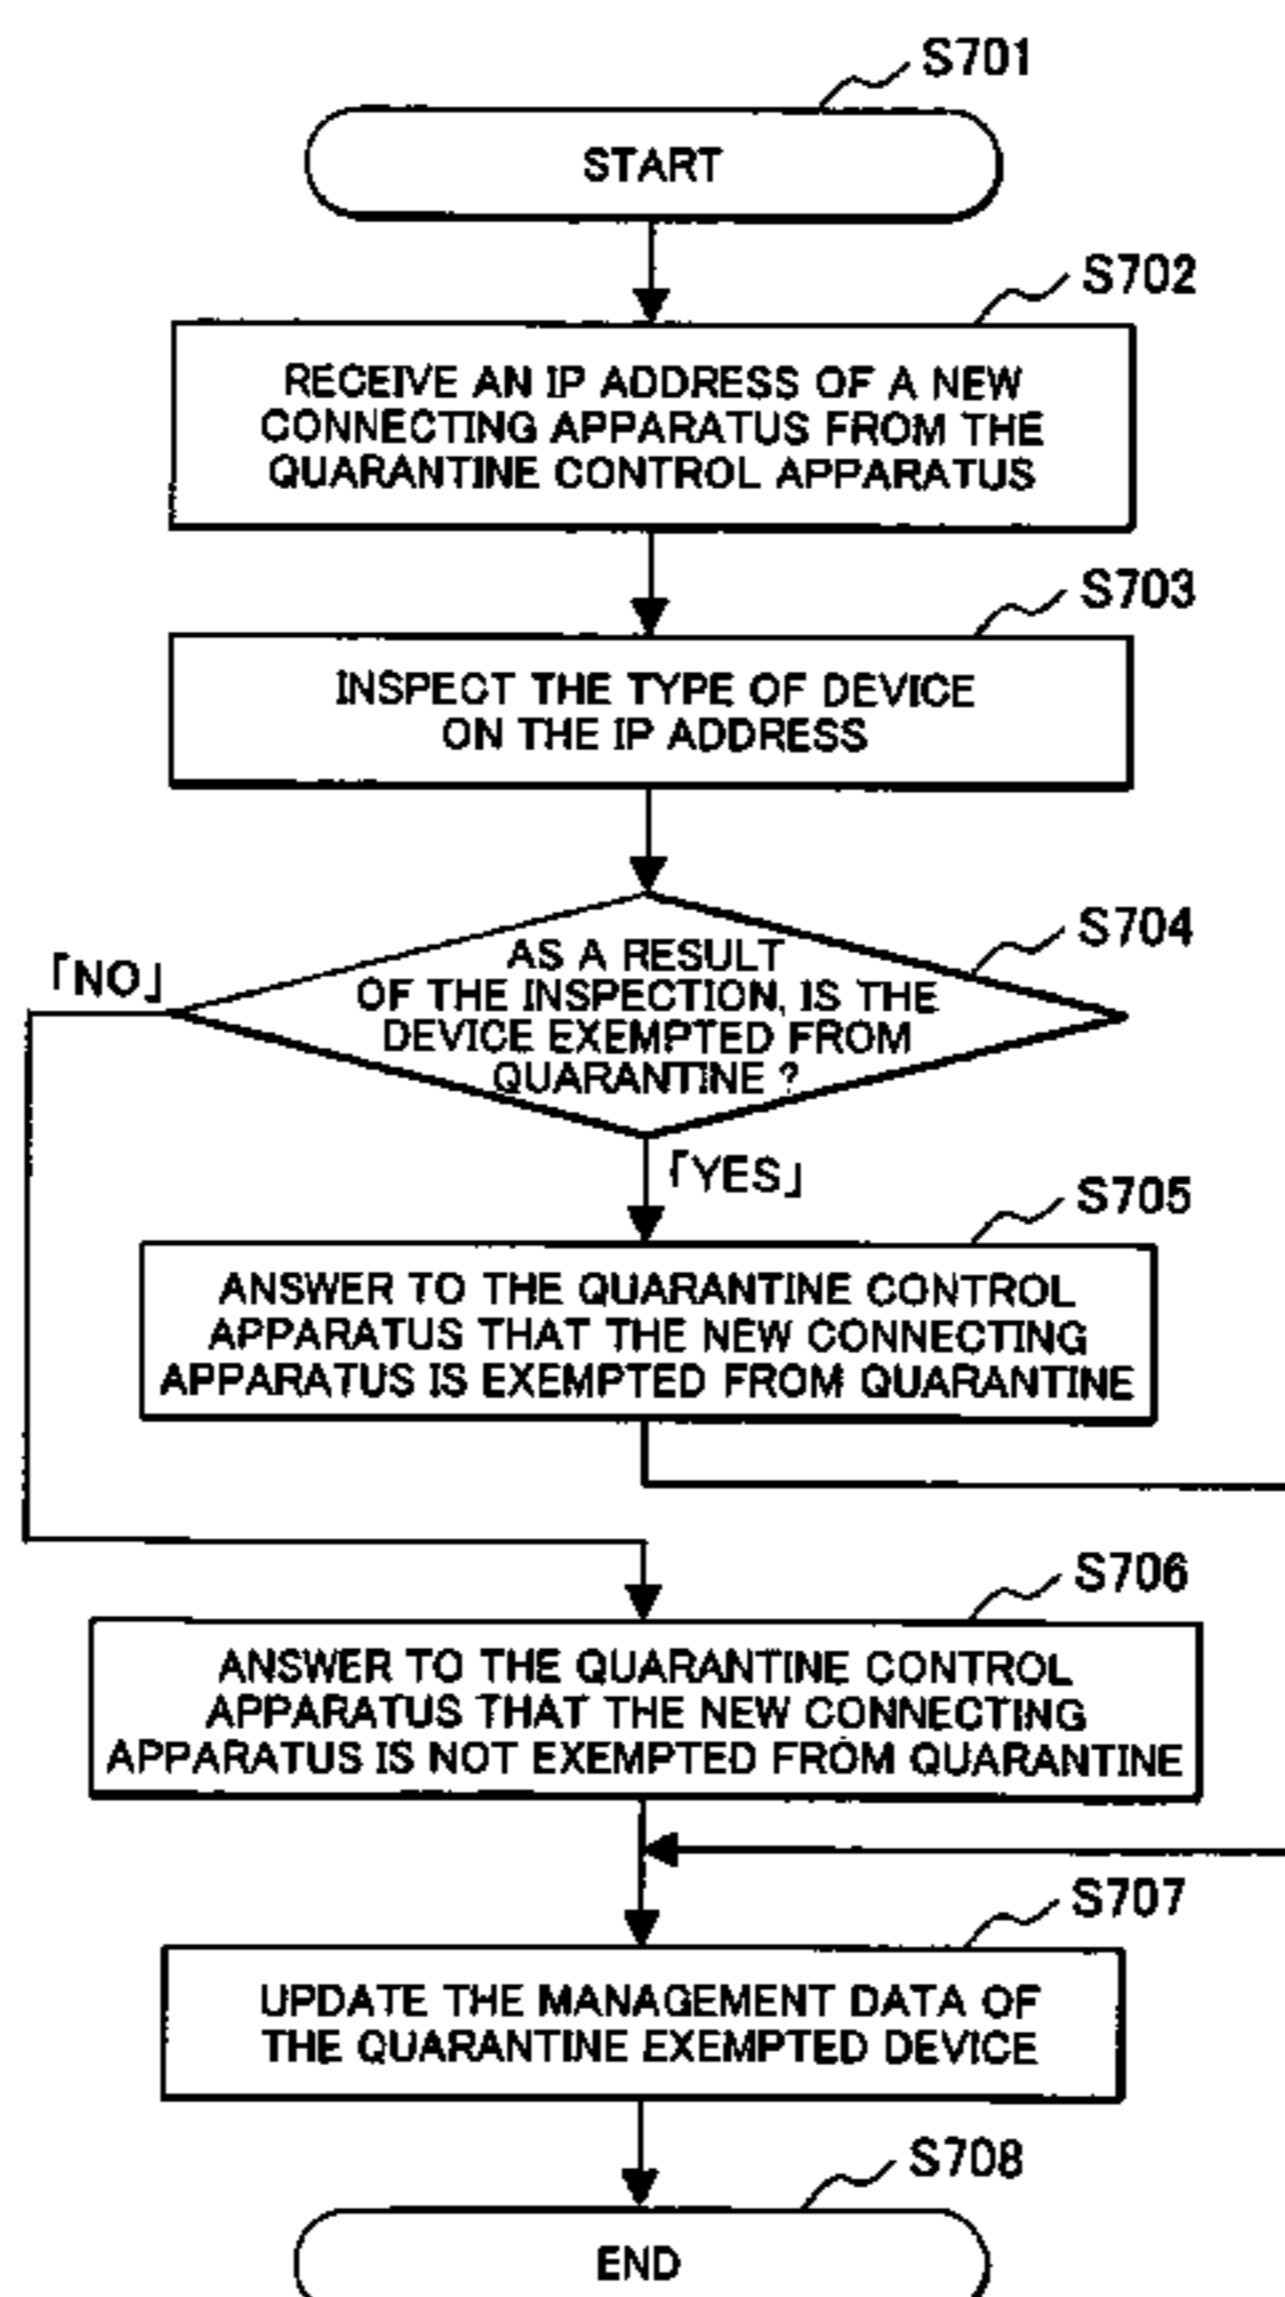 S701
START
S702
RECEIVE AN IP ADDRESS OF A NEW
CONNECTING APPARATUS FROM THE
QUARANTINE CONTROL APPARATUS
S703
INSPECT THE TYPE OF DEVICE
ON THE IP ADDRESS
S704
AS A RESULT
OF THE INSPECTION, IS THE
DEVICE EXEMPTED FROM
QUARANTINE ?
「NO」
「YES」
S705
ANSWER TO THE QUARANTINE CONTROL
APPARATUS THAT THE NEW CONNECTING
APPARATUS IS EXEMPTED FROM QUARANTINE
S706
ANSWER TO THE QUARANTINE CONTROL
APPARATUS THAT THE NEW CONNECTING
APPARATUS IS NOT EXEMPTED FROM QUARANTINE
S707
UPDATE THE MANAGEMENT DATA OF
THE QUARANTINE EXEMPTED DEVICE
S708
END